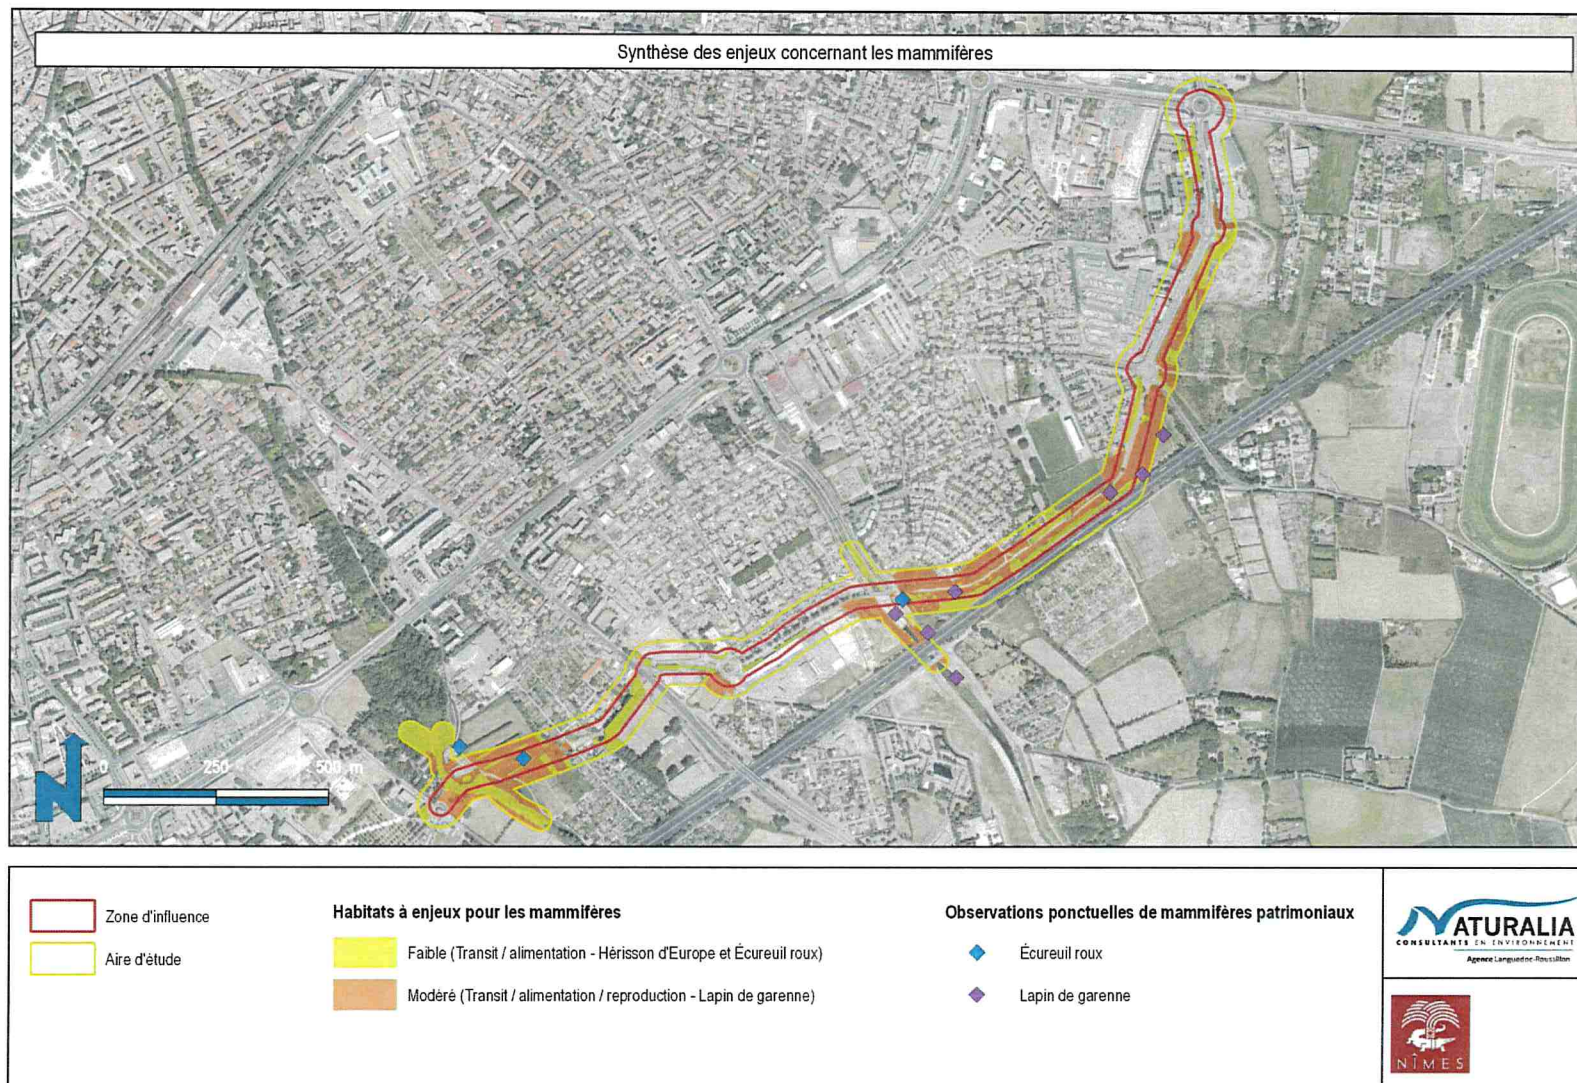 Synthèse des enjeux concernant les mammifères
0 250 500 m
N
Zone d'influence
Aire d'étude
Habitats à enjeux pour les mammifères
Faible (Transit / alimentation - Hérisson d'Europe et Écureuil roux)
Modéré (Transit / alimentation / reproduction - Lapin de garenne)
Observations ponctuelles de mammifères patrimoniaux
Écureuil roux
Lapin de garenne
NATURALIA
CONSULTANTS EN ENVIRONNEMENT
Agence Languedoc-Roussillon
NÎMES